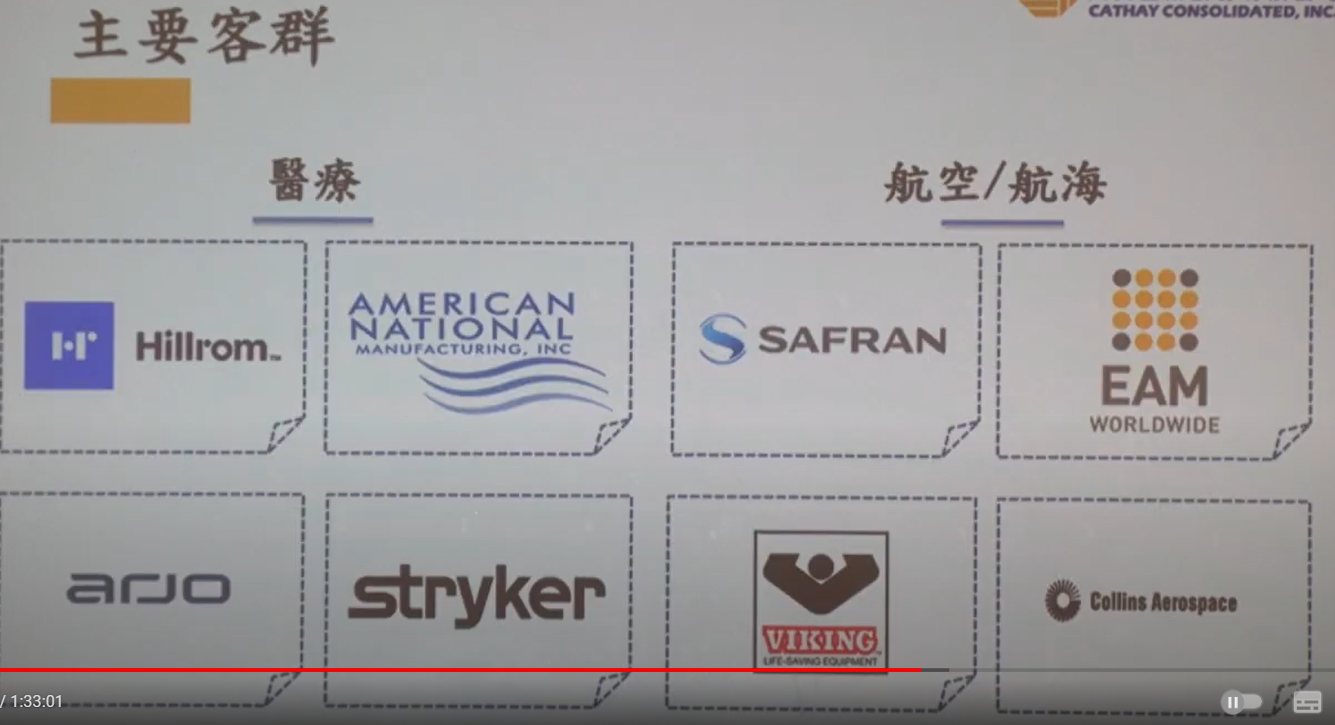 主要客群
CATHAY CONSOLIDATED, INC.
醫療
航空/航海
Hillrom™
AMERICAN
NATIONAL
MANUFACTURING, INC
SAFRAN
EAM
WORLDWIDE
arjo
stryker
VIKING
LIFE-SAVING EQUIPMENT
Collins Aerospace
/ 1:33:01